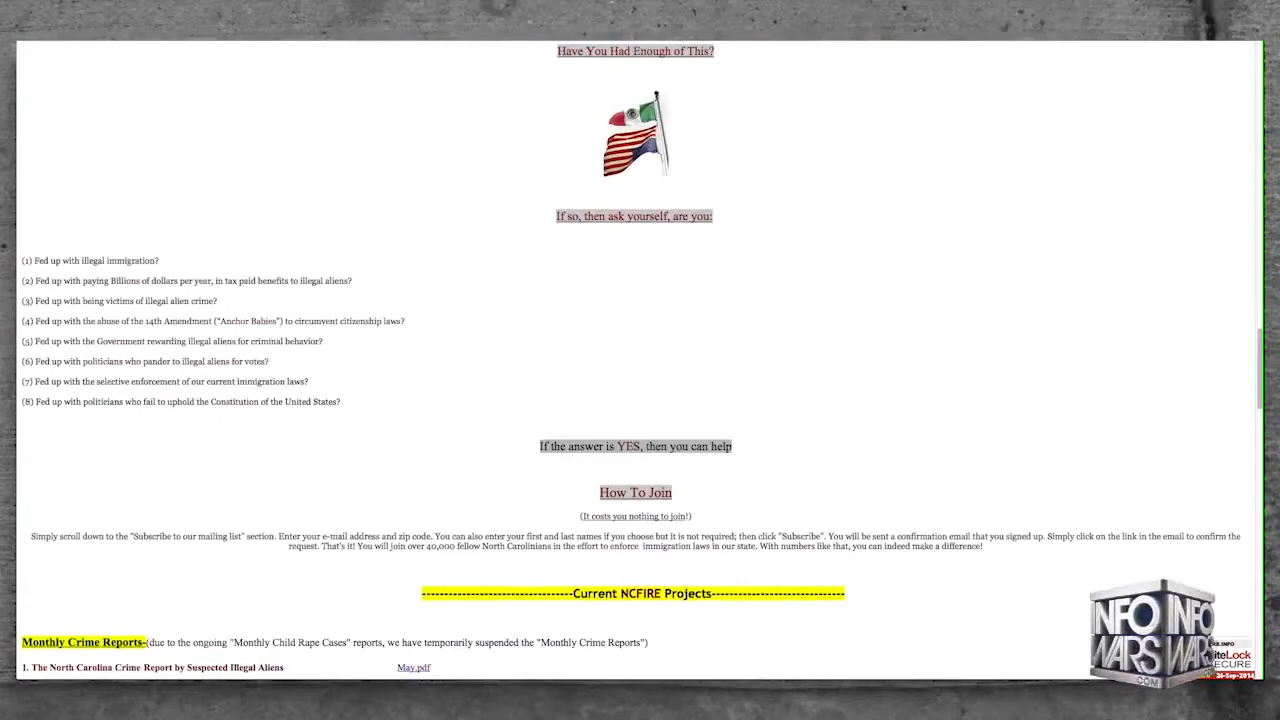 Have You Had Enough of This?
If so, then ask yourself, are you:
(1) Fed up with illegal immigration?
(2) Fed up with paying Billions of dollars per year, in tax paid benefits to illegal aliens?
(3) Fed up with being victims of illegal alien crime?
(4) Fed up with the abuse of the 14th Amendment (“Anchor Babies”) to circumvent citizenship laws?
(5) Fed up with the Government rewarding illegal aliens for criminal behavior?
(6) Fed up with politicians who pander to illegal aliens for votes?
(7) Fed up with the selective enforcement of our current immigration laws?
(8) Fed up with politicians who fail to uphold the Constitution of the United States?
If the answer is YES, then you can help
How To Join
(It costs you nothing to join!)
Simply scroll down to the "Subscribe to our mailing list" section. Enter your e-mail address and zip code. You can also enter your first and last names if you choose but it is not required; then click "Subscribe". You will be sent a confirmation email that you signed up. Simply click on the link in the email to confirm the
request. That's it! You will join over 40,000 fellow North Carolinians in the effort to enforce immigration laws in our state. With numbers like that, you can indeed make a difference!
----------------------------------Current NCFIRE Projects------------------------------
Monthly Crime Reports-(due to the ongoing "Monthly Child Rape Cases" reports, we have temporarily suspended the "Monthly Crime Reports")
1. The North Carolina Crime Report by Suspected Illegal Aliens May.pdf
INFO WARS
.COM
INFO WARS
.INFO
iteLock
SECURE
26-Sep-2014